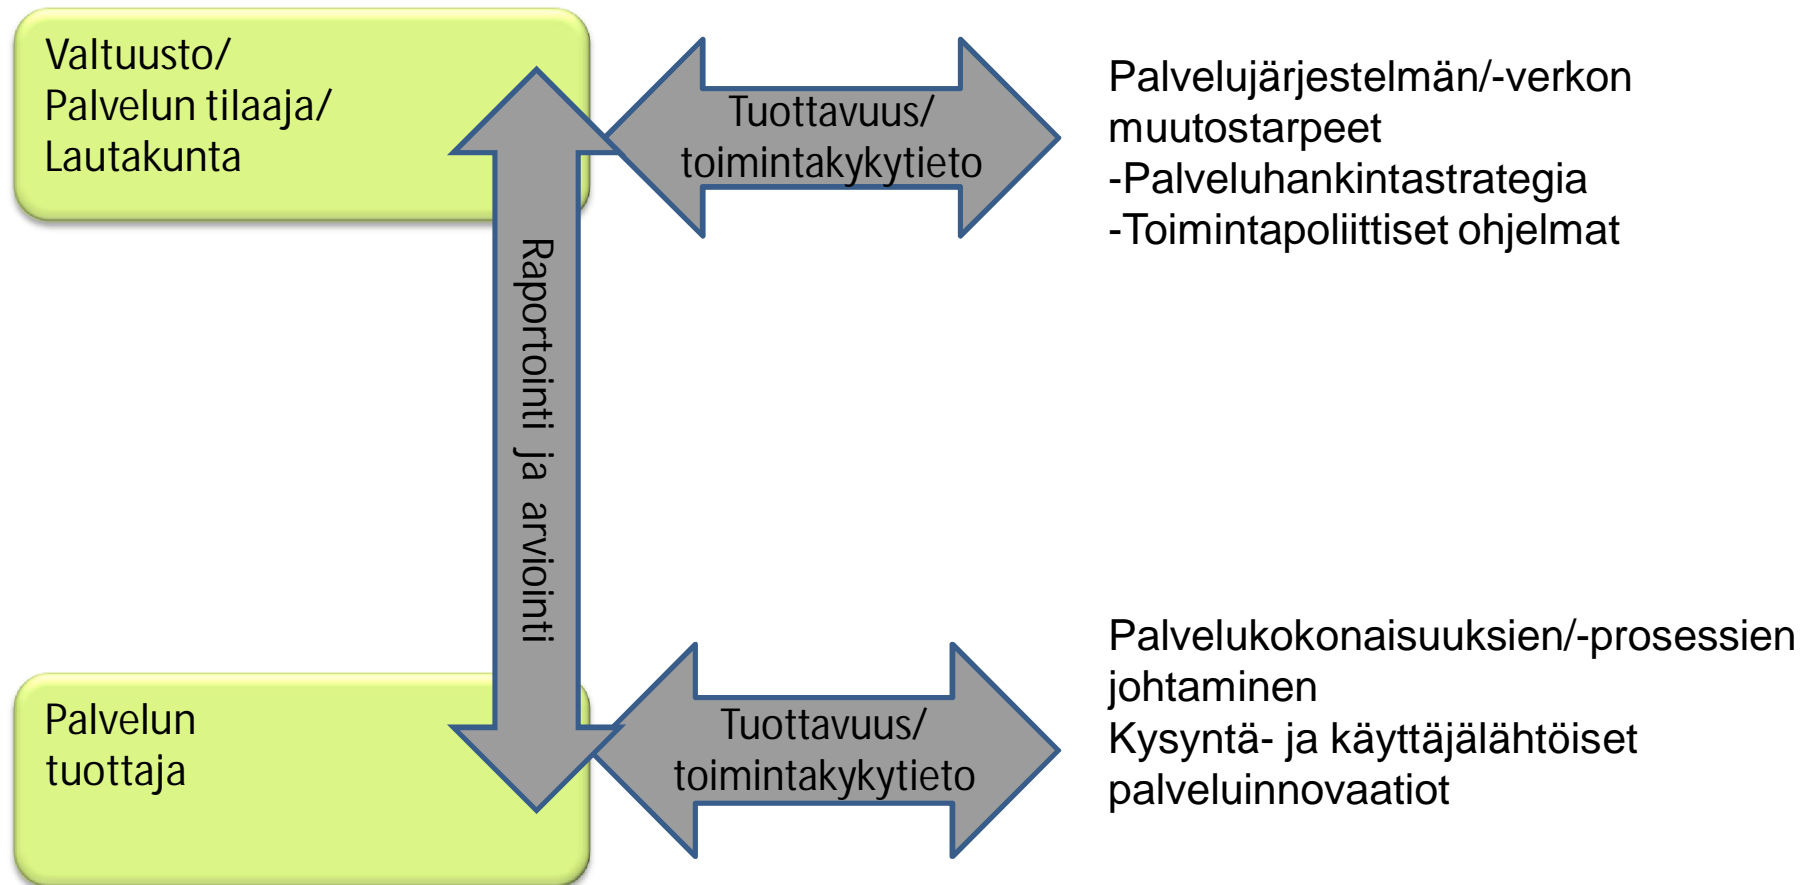 Valtuusto/
Palvelun tilaaja/
Lautakunta
Tuottavuus/
toimintakykytieto
Palvelujärjestelmän/-verkon
muutostarpeet
-Palveluhankintastrategia
-Toimintapoliittiset ohjelmat
Raportointi ja arviointi
Palvelun
tuottaja
Tuottavuus/
toimintakykytieto
Palvelukokonaisuuksien/-prosessien
johtaminen
Kysyntä- ja käyttäjälähtöiset
palveluinnovaatiot